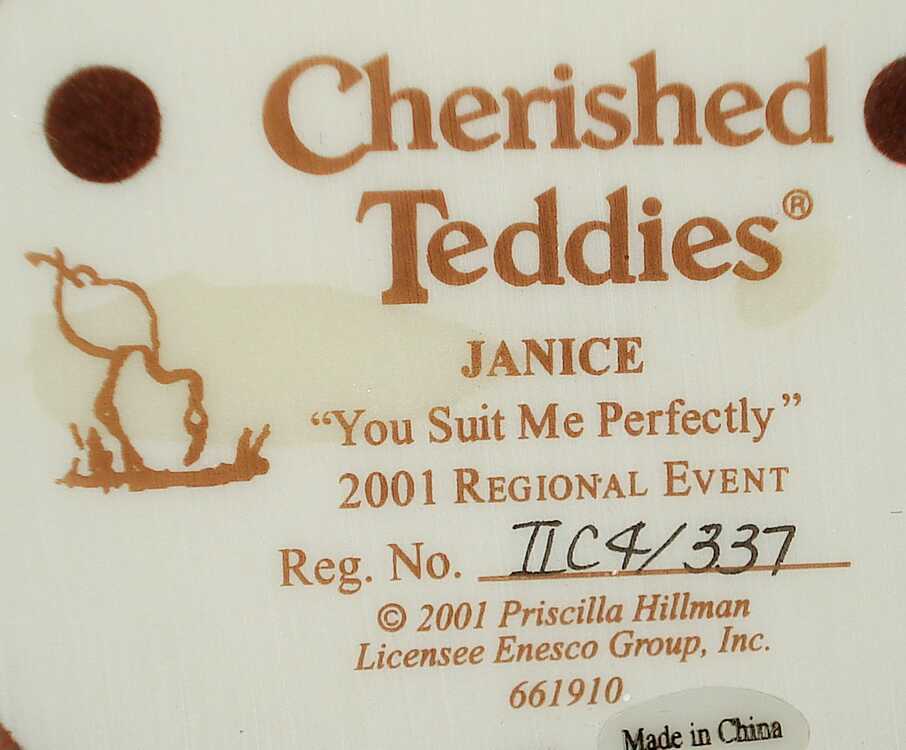 Cherished
Teddies®
JANICE
“You Suit Me Perfectly”
2001 REGIONAL EVENT
Reg. No. IIC4/337
© 2001 Priscilla Hillman
Licensee Enesco Group, Inc.
661910
Made in China